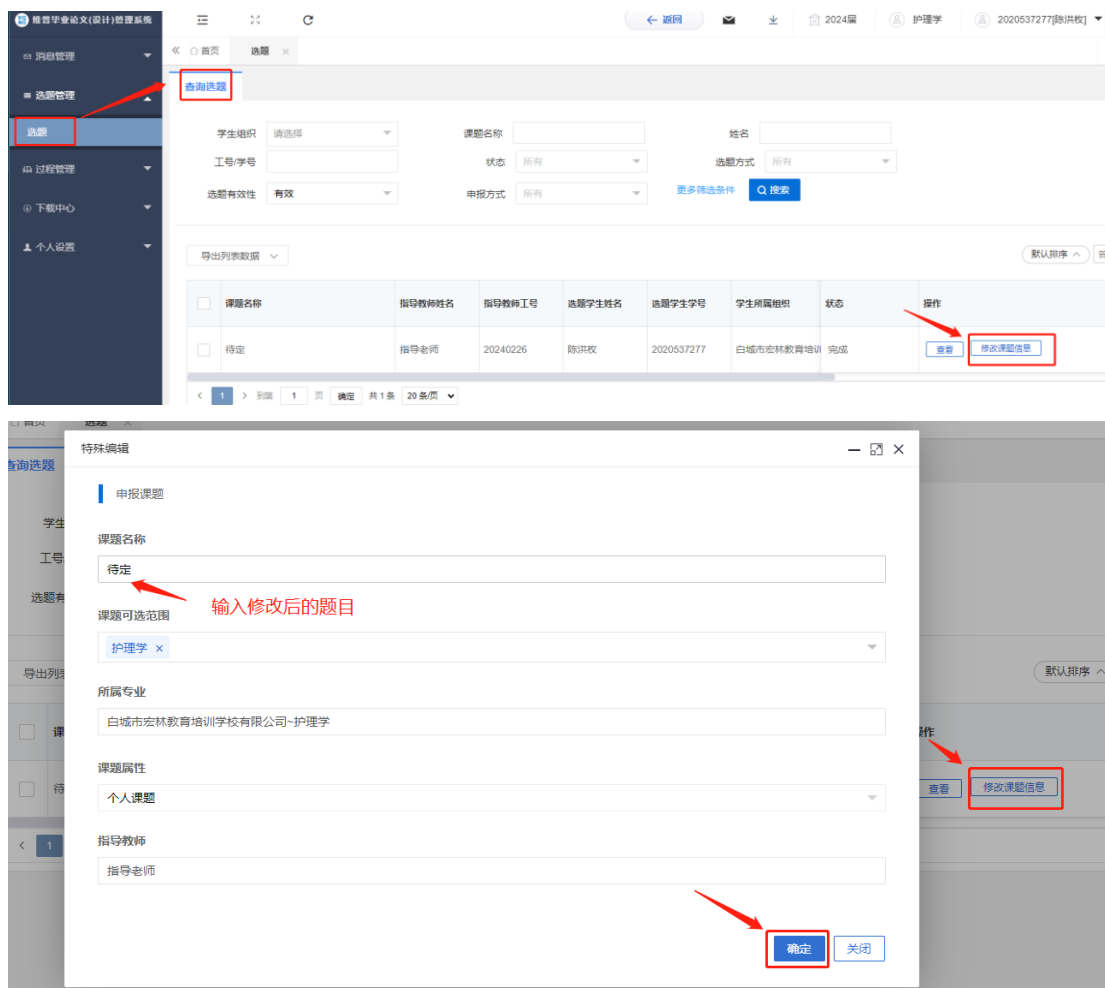 维普毕业论文(设计)管理系统
返回
2024届
护理学
2020537277[陈洪枚]
消息管理
首页
选题
选题管理
查询选题
选题
学生组织
请选择
课题名称
姓名
过程管理
工号/学号
状态
所有
选题方式
所有
选题有效性
有效
申报方式
所有
更多筛选条件
搜索
下载中心
个人设置
导出列表数据
默认排序
课题名称
指导教师姓名
指导教师工号
选题学生姓名
选题学生学号
学生所属组织
状态
操作
待定
指导老师
20240226
陈洪枚
2020537277
白城市宏林教育培训
完成
查看
修改课题信息
1
到第
1
页
确定
共1条
20条/页
首页
选题
特殊编辑
查询选题
申报课题
学生
课题名称
工号
待定
输入修改后的题目
选题有
课题可选范围
护理学 ×
导出列表
默认排序
所属专业
白城市宏林教育培训学校有限公司~护理学
课
操作
课题属性
待
个人课题
查看
修改课题信息
指导教师
1
指导老师
确定
关闭